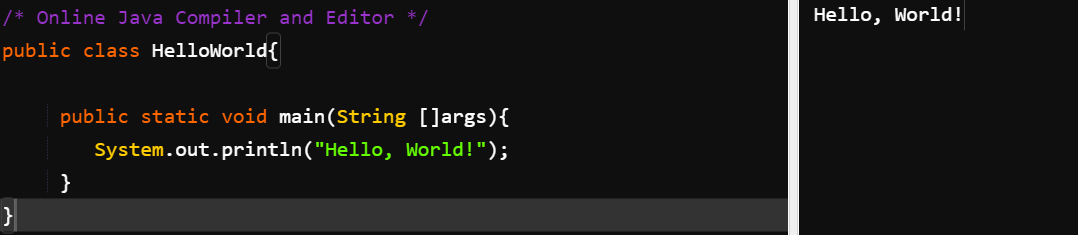 /* Online Java Compiler and Editor */
public class HelloWorld{
public static void main(String []args){
System.out.println("Hello, World!");
}
}
Hello, World!